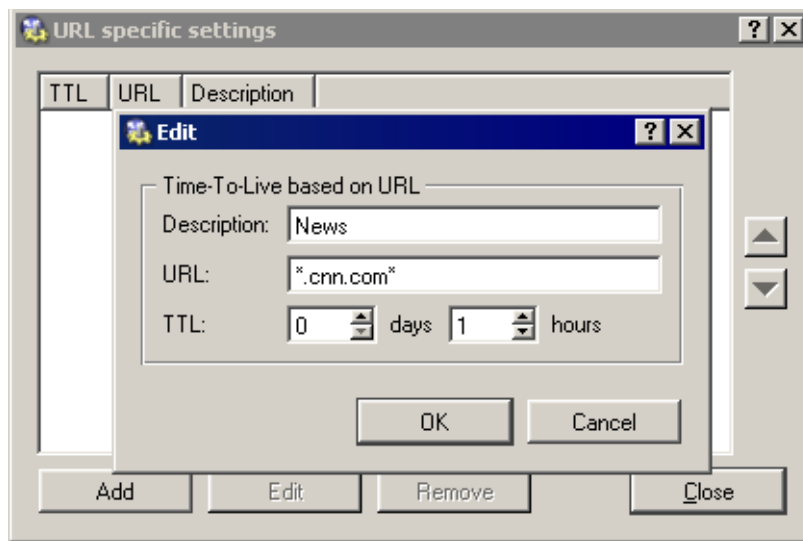 URL specific settings
TTL URL Description
Edit
Time-To-Live based on URL
Description: News
URL: *.cnn.com*
TTL: 0 days 1 hours
OK Cancel
Add Edit Remove Close